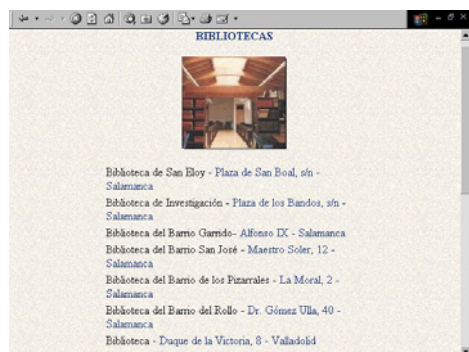 BIBLIOTECAS
Biblioteca de San Eloy - Plaza de San Boal, s/n -
Salamanca
Biblioteca de Investigación - Plaza de los Bandos, s/n -
Salamanca
Biblioteca del Barrio Garrido- Alfonso IX - Salamanca
Biblioteca del Barrio San José - Maestro Soler, 12 -
Salamanca
Biblioteca del Barrio de los Pizarrales - La Moral, 2 -
Salamanca
Biblioteca del Barrio del Rollo - Dr. Gómez Ulla, 40 -
Salamanca
Biblioteca - Duque de la Victoria, 8 - Valladolid